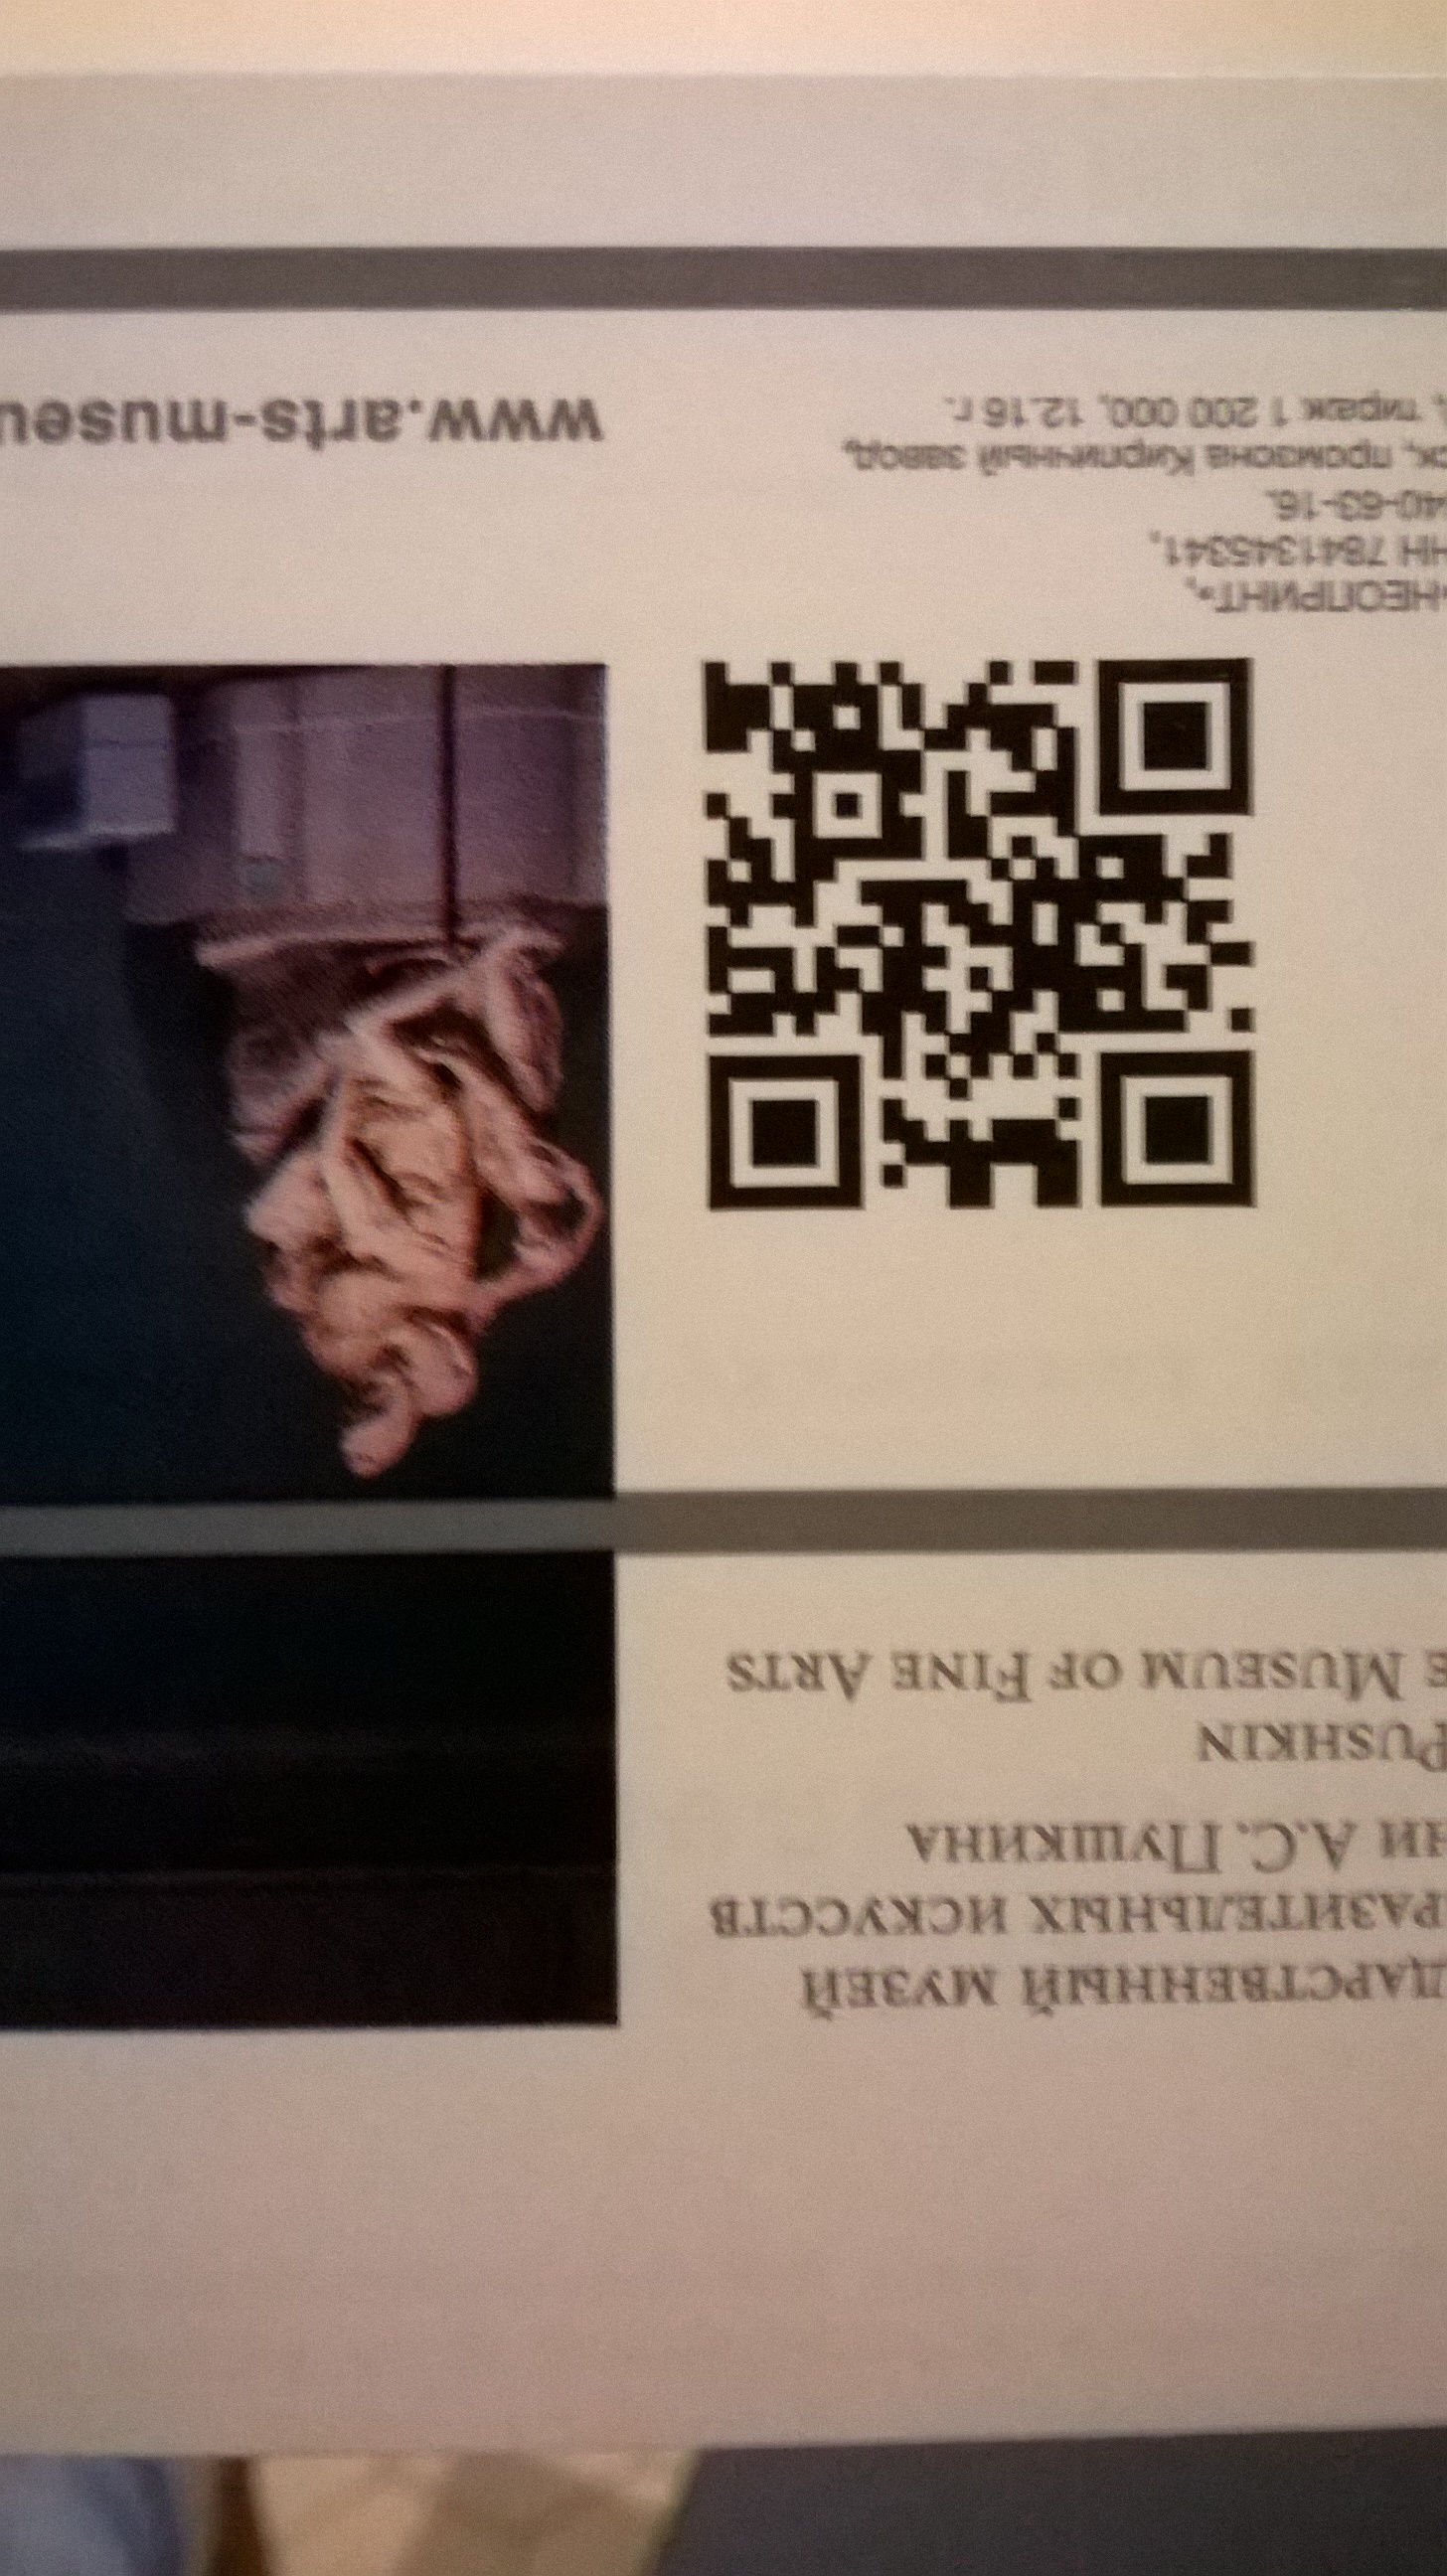 ДАРСТВЕННЫЙ МУЗЕЙ
РАЗИТЕЛЬНЫХ ИСКУССТВ
НИ А.С. ПУШКИНА
PUSHKIN
E MUSEUM OF FINE ARTS
«НЕОПРИНТ»,
НН 7841345341,
40-63-16.
ск, промзона Кирпичный завод,
, тираж 1 200 000, 12.16 г.
www.arts-museu